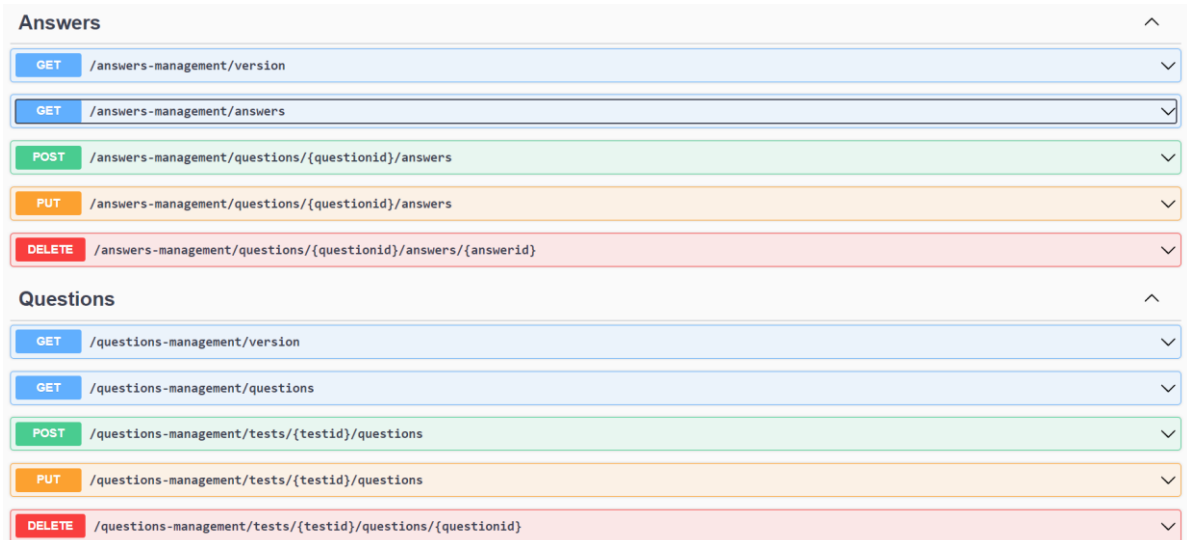 Answers
GET /answers-management/version
GET /answers-management/answers
POST /answers-management/questions/{questionid}/answers
PUT /answers-management/questions/{questionid}/answers
DELETE /answers-management/questions/{questionid}/answers/{answerid}
Questions
GET /questions-management/version
GET /questions-management/questions
POST /questions-management/tests/{testid}/questions
PUT /questions-management/tests/{testid}/questions
DELETE /questions-management/tests/{testid}/questions/{questionid}